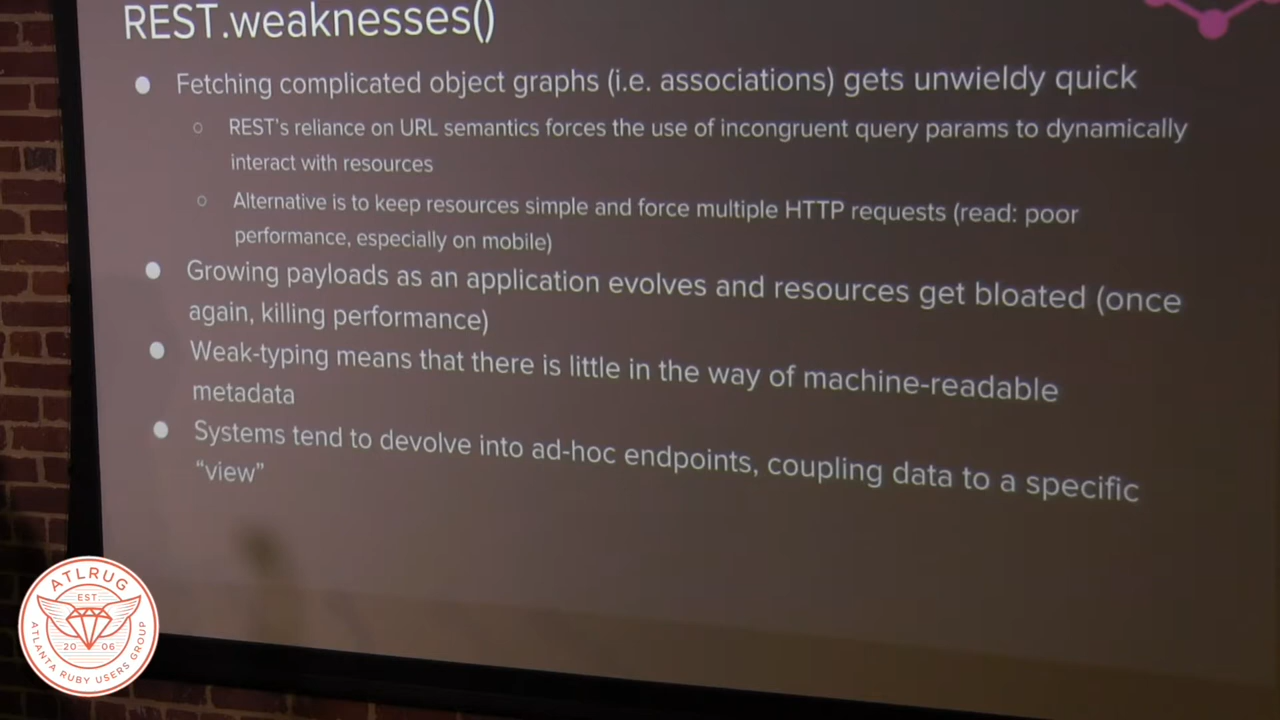 REST.weaknesses()
● Fetching complicated object graphs (i.e. associations) gets unwieldy quick
○ REST's reliance on URL semantics forces the use of incongruent query params to dynamically
interact with resources
○ Alternative is to keep resources simple and force multiple HTTP requests (read: poor
performance, especially on mobile)
● Growing payloads as an application evolves and resources get bloated (once
again, killing performance)
● Weak-typing means that there is little in the way of machine-readable
metadata
● Systems tend to devolve into ad-hoc endpoints, coupling data to a specific
“view”
ATLRUG
EST.
20 06
ATLANTA RUBY USERS GROUP